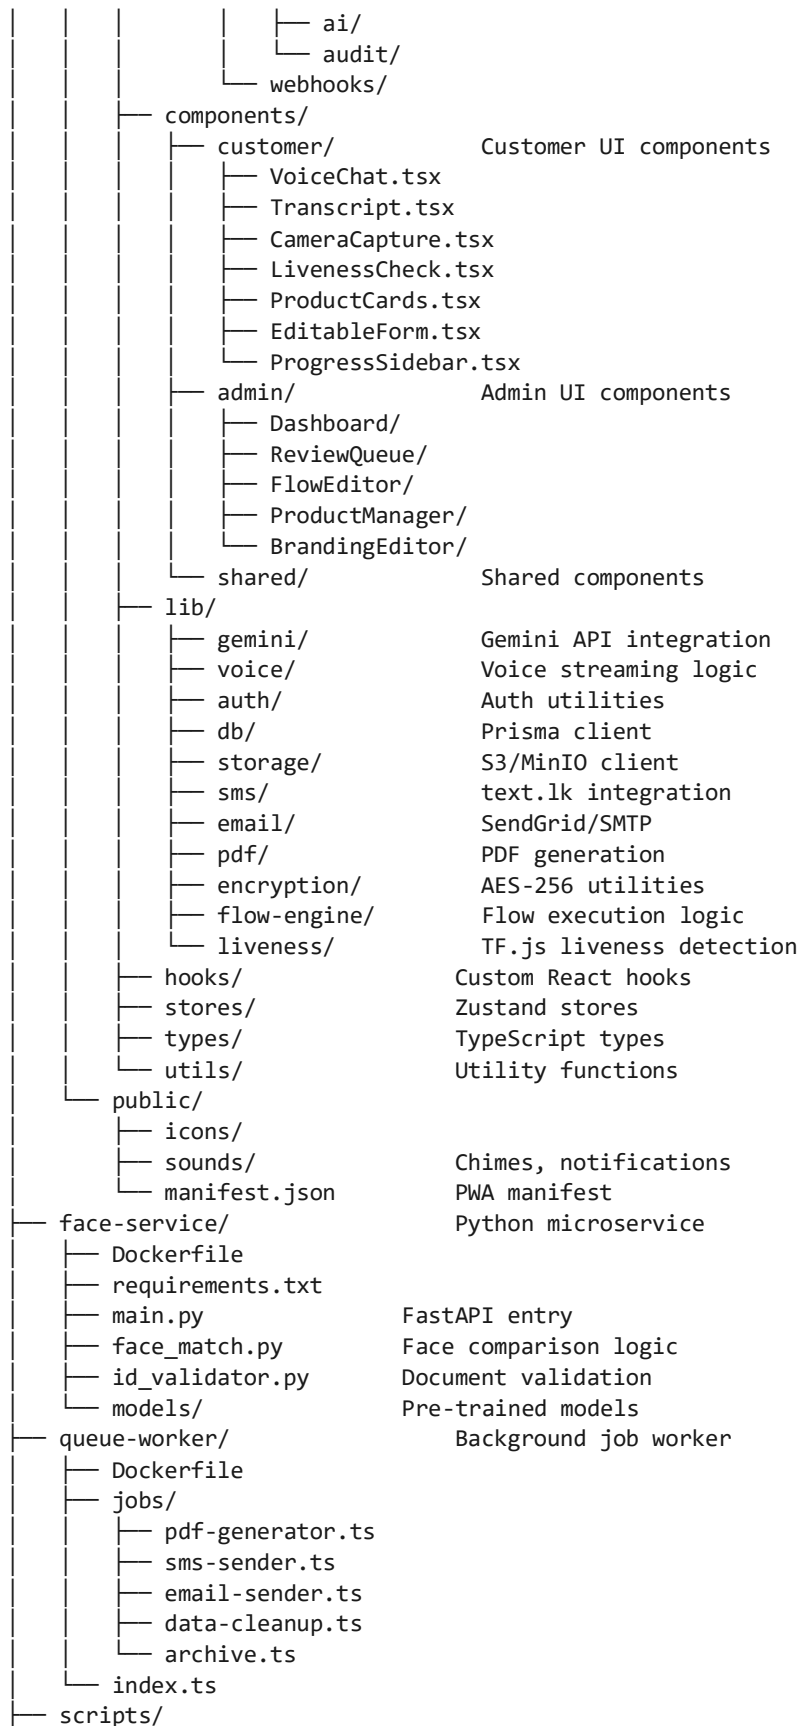 │   │   │       │   ├── ai/
│   │   │       │   └── audit/
│   │   │       └── webhooks/
│   │   ├── components/
│   │   │   ├── customer/           Customer UI components
│   │   │   │   ├── VoiceChat.tsx
│   │   │   │   ├── Transcript.tsx
│   │   │   │   ├── CameraCapture.tsx
│   │   │   │   ├── LivenessCheck.tsx
│   │   │   │   ├── ProductCards.tsx
│   │   │   │   ├── EditableForm.tsx
│   │   │   │   └── ProgressSidebar.tsx
│   │   │   ├── admin/              Admin UI components
│   │   │   │   ├── Dashboard/
│   │   │   │   ├── ReviewQueue/
│   │   │   │   ├── FlowEditor/
│   │   │   │   ├── ProductManager/
│   │   │   │   └── BrandingEditor/
│   │   │   └── shared/             Shared components
│   │   ├── lib/
│   │   │   ├── gemini/             Gemini API integration
│   │   │   ├── voice/              Voice streaming logic
│   │   │   ├── auth/               Auth utilities
│   │   │   ├── db/                 Prisma client
│   │   │   ├── storage/            S3/MinIO client
│   │   │   ├── sms/                text.lk integration
│   │   │   ├── email/              SendGrid/SMTP
│   │   │   ├── pdf/                PDF generation
│   │   │   ├── encryption/         AES-256 utilities
│   │   │   ├── flow-engine/        Flow execution logic
│   │   │   └── liveness/           TF.js liveness detection
│   │   ├── hooks/                Custom React hooks
│   │   ├── stores/               Zustand stores
│   │   ├── types/                TypeScript types
│   │   └── utils/                Utility functions
│   └── public/
│       ├── icons/
│       ├── sounds/               Chimes, notifications
│       └── manifest.json         PWA manifest
├── face-service/                 Python microservice
│   ├── Dockerfile
│   ├── requirements.txt
│   ├── main.py               FastAPI entry
│   ├── face_match.py         Face comparison logic
│   ├── id_validator.py       Document validation
│   └── models/               Pre-trained models
├── queue-worker/                 Background job worker
│   ├── Dockerfile
│   ├── jobs/
│   │   ├── pdf-generator.ts
│   │   ├── sms-sender.ts
│   │   ├── email-sender.ts
│   │   ├── data-cleanup.ts
│   │   └── archive.ts
│   └── index.ts
├── scripts/